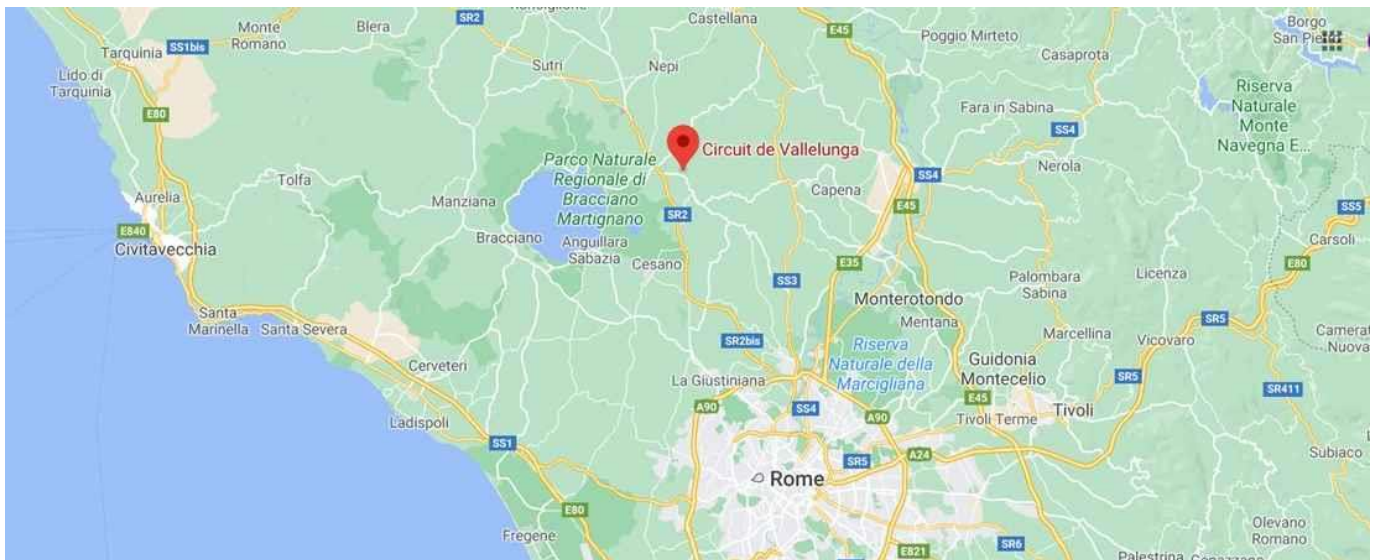 Castellana
Monte
Romano
Blera
SR2
E45
Poggio Mirteto
Borgo
Tarquinia
SS1bis
Casaprota
Lido di
Tarquinia
Sutri
Nepi
Riserva
Naturale
Monte
Navegna E...
E80
Fara in Sabina
SS4
Circuit de Vallelunga
Parco Naturale
Regionale di
Bracciano
Martignano
Nerola
Tolfa
Capena
SS4
Aurelia
Manziana
E45
SS5
SR2
E840
Civitavecchia
Bracciano
Anguillara
Sabazia
Cesano
Carsoli
E80
E35
SS3
Palombara
Sabina
Licenza
Monterotondo
Mentana
Santa
Marinella
Santa Severa
SR5
Marcellina
Vicovaro
Camerat
Nuova
SR2bis
Riserva
Naturale della
Marcigliana
Cerveteri
Guidonia
Montecelio
La Giustiniana
SR5
SR411
E45
A90
SS4
A90
Tivoli Terme
Tivoli
Ladispoli
SS1
A24
SR5
Subiaco
Rome
E80
Fregene
Olevano
Romano
SR6
E821
Palestrina